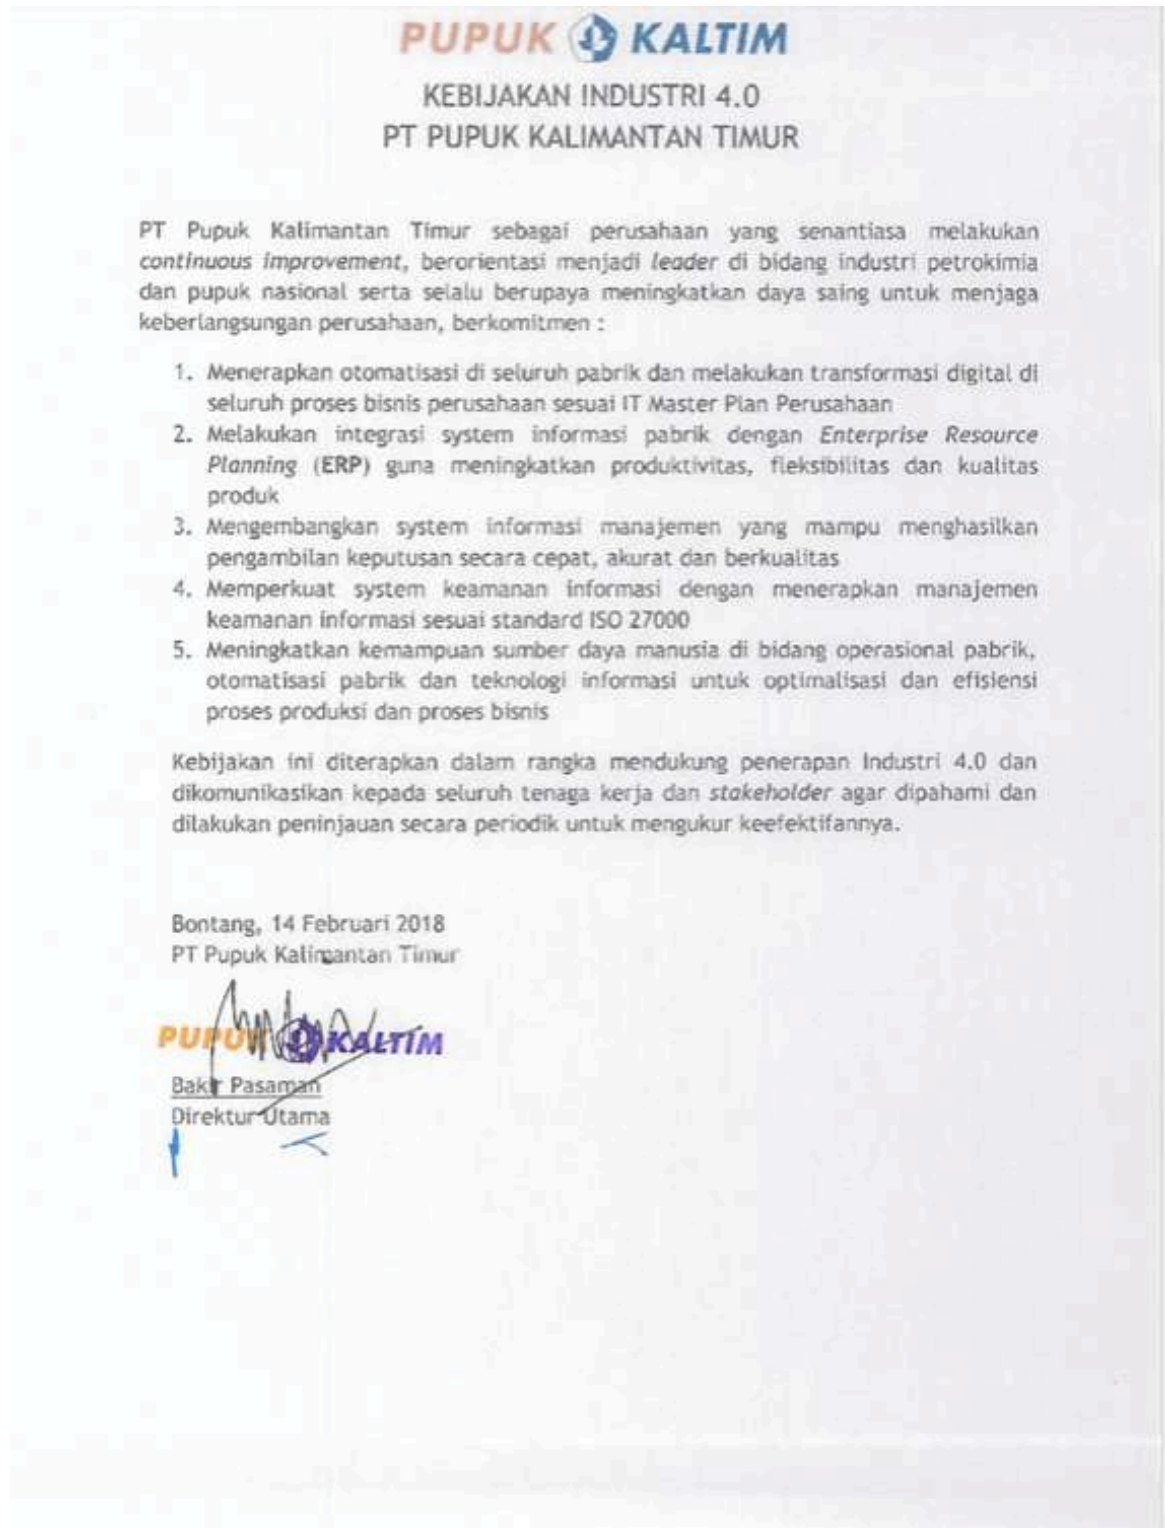 PUPUK KALTIM
KEBIJAKAN INDUSTRI 4.0
PT PUPUK KALIMANTAN TIMUR
PT Pupuk Kalimantan Timur sebagai perusahaan yang senantiasa melakukan
continuous improvement, berorientasi menjadi leader di bidang industri petrokimia
dan pupuk nasional serta selalu berupaya meningkatkan daya saing untuk menjaga
keberlangsungan perusahaan, berkomitmen :
1. Menerapkan otomatisasi di seluruh pabrik dan melakukan transformasi digital di
seluruh proses bisnis perusahaan sesuai IT Master Plan Perusahaan
2. Melakukan integrasi system informasi pabrik dengan Enterprise Resource
Planning (ERP) guna meningkatkan produktivitas, fleksibilitas dan kualitas
produk
3. Mengembangkan system informasi manajemen yang mampu menghasilkan
pengambilan keputusan secara cepat, akurat dan berkualitas
4. Memperkuat system keamanan informasi dengan menerapkan manajemen
keamanan informasi sesuai standard ISO 27000
5. Meningkatkan kemampuan sumber daya manusia di bidang operasional pabrik,
otomatisasi pabrik dan teknologi informasi untuk optimalisasi dan efisiensi
proses produksi dan proses bisnis
Kebijakan ini diterapkan dalam rangka mendukung penerapan Industri 4.0 dan
dikomunikasikan kepada seluruh tenaga kerja dan stakeholder agar dipahami dan
dilakukan peninjauan secara periodik untuk mengukur keefektifannya.
Bontang, 14 Februari 2018
PT Pupuk Kalimantan Timur
PUPUK KALTIM
Bakir Pasaman
Direktur Utama